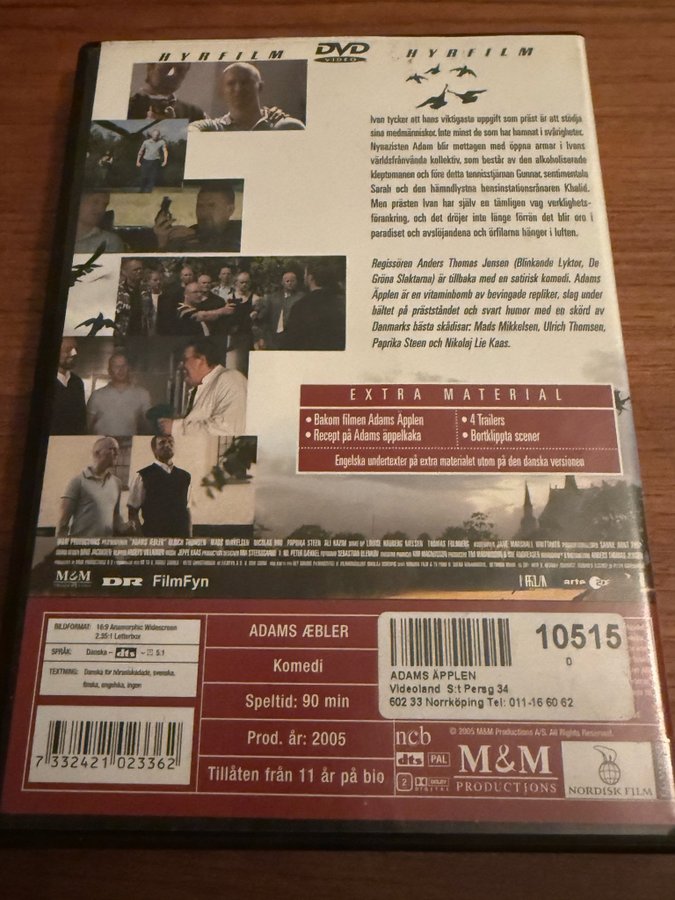 HYRFILM
DVD
VIDEO
HYRFILM
Ivan tycker att hans viktigaste uppgift som präst är att stödja
sina medmänniskor. Inte minst de som har hamnat i svårigheter.
Nynazisten Adam blir mottagen med öppna armar i Ivans
världsfrånvända kollektiv, som består av den alkoholiserade
kleptomanen och före detta tennisstjärnan Gunnar, sentimentala
Sarah och den hämndlystna bensinstationsrånaren Khalid.
Men prästen Ivan har själv en tämligen vag verklighets-
förankring, och det dröjer inte länge förrän det blir oro i
paradiset och avslöjandena och örfilarna hänger i luften.
Regissören Anders Thomas Jensen (Blinkande Lyktor, De
Gröna Slaktarna) är tillbaka med en satirisk komedi. Adams
Äpplen är en vitaminbomb av bevingade repliker, slag under
bältet på prästståndet och svart humor med en skörd av
Danmarks bästa skådisar: Mads Mikkelsen, Ulrich Thomsen,
Paprika Steen och Nikolaj Lie Kaas.
EXTRA MATERIAL
• Bakom filmen Adams Äpplen
• Recept på Adams äppelkaka
• 4 Trailers
• Bortklippta scener
Engelska undertexter på extra materialet utom på den danska versionen
M&M
DR
FilmFyn
arte
BILDFORMAT: 16:9 Anamorphic Widescreen
2.35:1 Letterbox
SPRÅK: Danska - dts - 5.1
TEXTNING: Danska för hörselskadade, svenska,
finska, engelska, ingen
7 332421 023362
ADAMS ÆBLER
Komedi
Speltid: 90 min
Prod. år: 2005
Tillåten från 11 år på bio
10515
0
ADAMS ÄPPLEN
Videoland S:t Persg 34
602 33 Norrköping Tel: 011-16 60 62
© 2005 M&M Productions A/S. All Rights Reserved.
ncb
dts
PAL
2
DOLBY
DIGITAL
M&M
PRODUCTIONS
NORDISK FILM